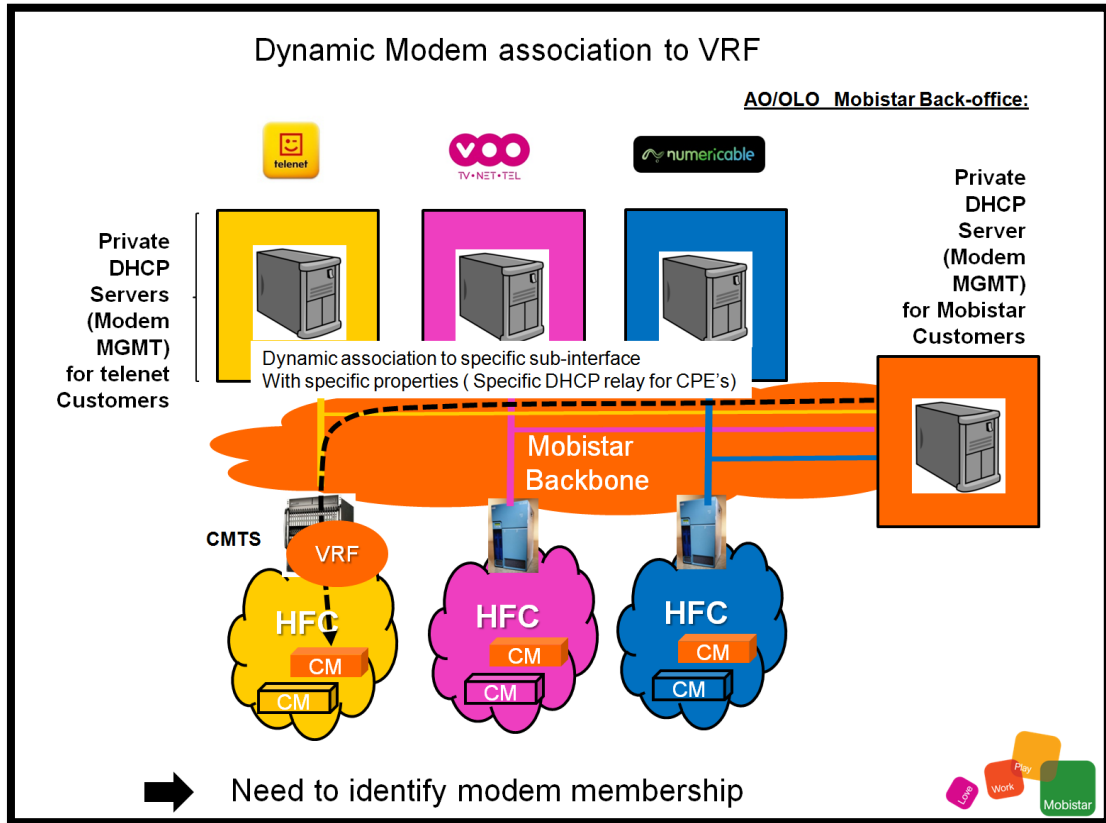 Dynamic Modem association to VRF
AO/OLO Mobistar Back-office:
telenet
VOO
TV•NET•TEL
numericable
Private
DHCP
Servers
(Modem
MGMT)
for telenet
Customers
Private
DHCP
Server
(Modem
MGMT)
for Mobistar
Customers
Dynamic association to specific sub-interface
With specific properties ( Specific DHCP relay for CPE's)
Mobistar
Backbone
CMTS
VRF
HFC
CM
CM
HFC
CM
CM
HFC
CM
CM
Need to identify modem membership
Love
Work
Play
Mobistar